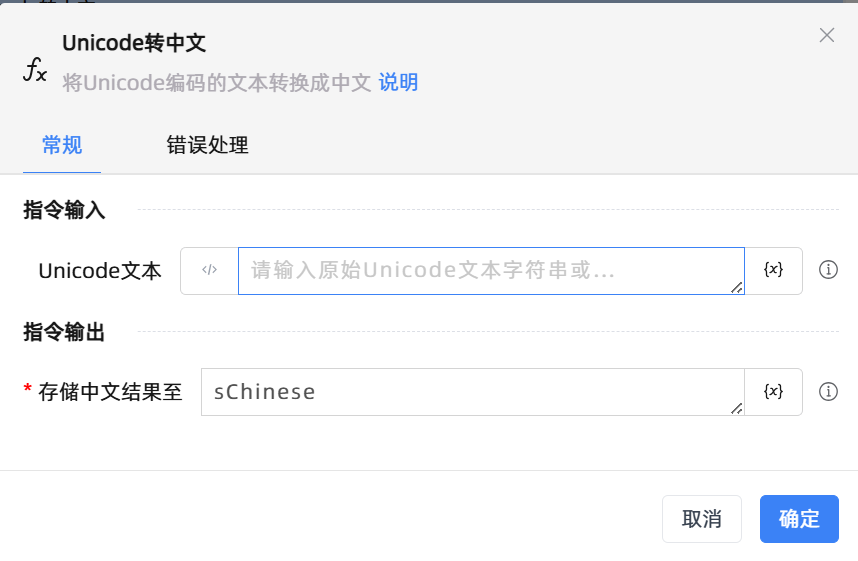 Unicode转中文
fx
将Unicode编码的文本转换成中文 说明
常规 错误处理
指令输入
Unicode文本 </> 请输入原始Unicode文本字符串或... {x}
指令输出
* 存储中文结果至 sChinese {x}
取消 确定